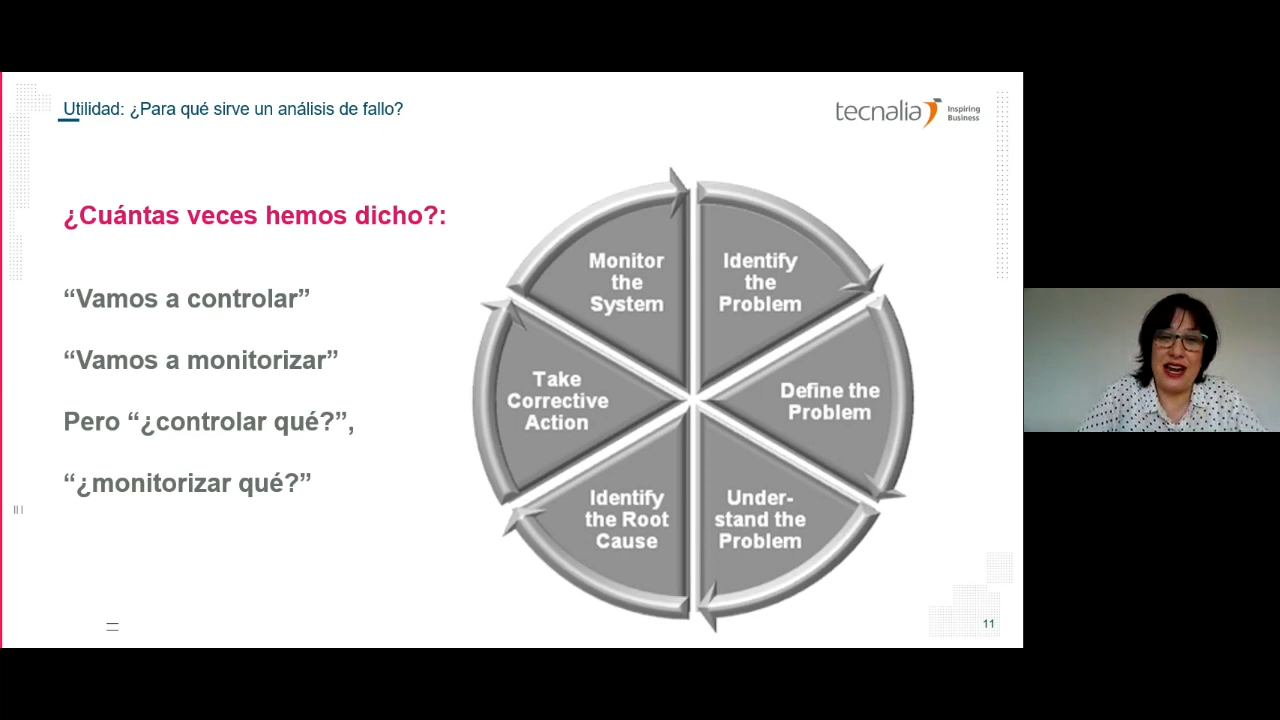 Utilidad: ¿Para qué sirve un análisis de fallo?
tecnalia
Inspiring
Business
¿Cuántas veces hemos dicho?:
“Vamos a controlar”
“Vamos a monitorizar”
Pero “¿controlar qué?”,
“¿monitorizar qué?”
Monitor
the
System
Identify
the
Problem
Define the
Problem
Under-
stand the
Problem
Identify
the Root
Cause
Take
Corrective
Action
11